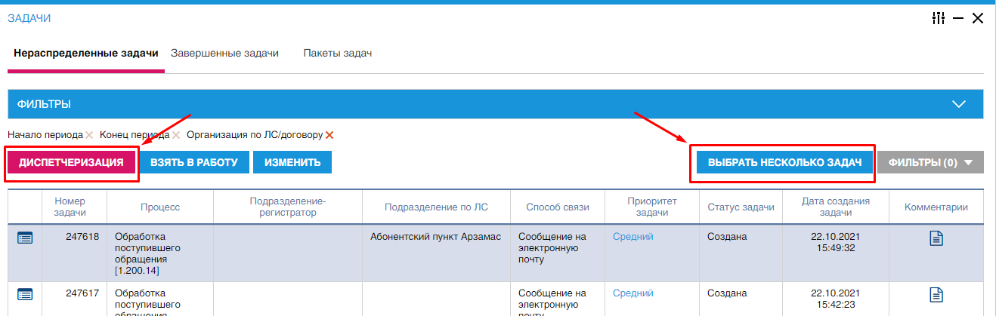 ЗАДАЧИ
Нераспределенные задачи Завершенные задачи Пакеты задач
ФИЛЬТРЫ
Начало периода Конец периода Организация по ЛС/договору
ДИСПЕТЧЕРИЗАЦИЯ ВЗЯТЬ В РАБОТУ ИЗМЕНИТЬ ВЫБРАТЬ НЕСКОЛЬКО ЗАДАЧ ФИЛЬТРЫ (0)
Номер задачи Процесс Подразделение-регистратор Подразделение по ЛС Способ связи Приоритет задачи Статус задачи Дата создания задачи Комментарии
247618 Обработка Абонентский пункт Арзамас Сообщение на Средний Создана 22.10.2021
поступившего электронную 15:49:32
обращения почту
[1.200.14]
247617 Обработка Сообщение на Средний Создана 22.10.2021
поступившего электронную 15:42:23
обращения почту